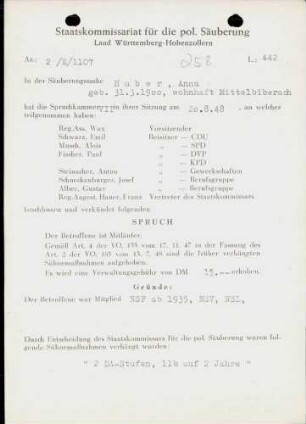 Staatskommissariat für die pol. Säuberung
Land Württemberg-Hohenzollern
Az: 2 /E/1107 058 L: 442
In der Säuberungssache Huber, Anna
geb. 31.3.1900, wohnhaft Mittelbiberach
hat die Spruchkammer VII in ihrer Sitzung am 20.8.48, an welcher
teilgenommen haben:
Reg.Ass. Wax Vorsitzender
Schwarz, Emil Beisitzer — CDU
Munding, Alois „ — SPD
Fischer, Paul „ — DVP
„ — KPD
Steinacher, Anton „ — Gewerkschaften
Schneckenburger, Josef „ — Berufsgruppe
Alber, Gustav „ — Berufsgruppe
Reg.Angest. Hauer, Franz Vertreter des Staatskommissars
beschlossen und verkündet folgenden
SPRUCH
Der Betroffene ist Mitläufer.
Gemäß Art. 4 der VO. 133 vom 17. 11. 47 in der Fassung des
Art. 2 der VO. 165 vom 13. 7. 48 sind die früher verhängten
Sühnemaßnahmen aufgehoben.
Es wird eine Verwaltungsgebühr von DM 15.— erhoben.
Gründe:
Der Betroffene war Mitglied NSF ab 1935, NSV,
Durch Entscheidung des Staatskommissars für die pol. Säuberung waren fol-
gende Sühnemaßnahmen verhängt worden:
" 2 DA-Stufen, 11b auf 2 Jahre "